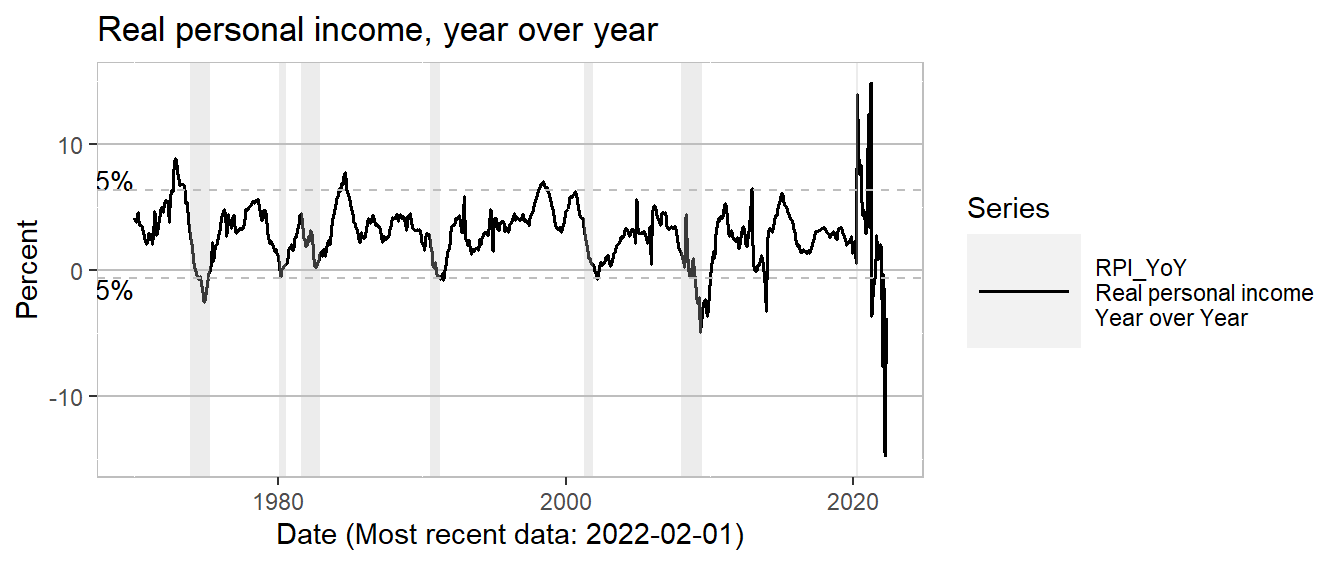 Real personal income, year over year
10
5%
0
5%
-10
Percent
1980
2000
2020
Date (Most recent data: 2022-02-01)
Series
RPI_YoY
Real personal income
Year over Year